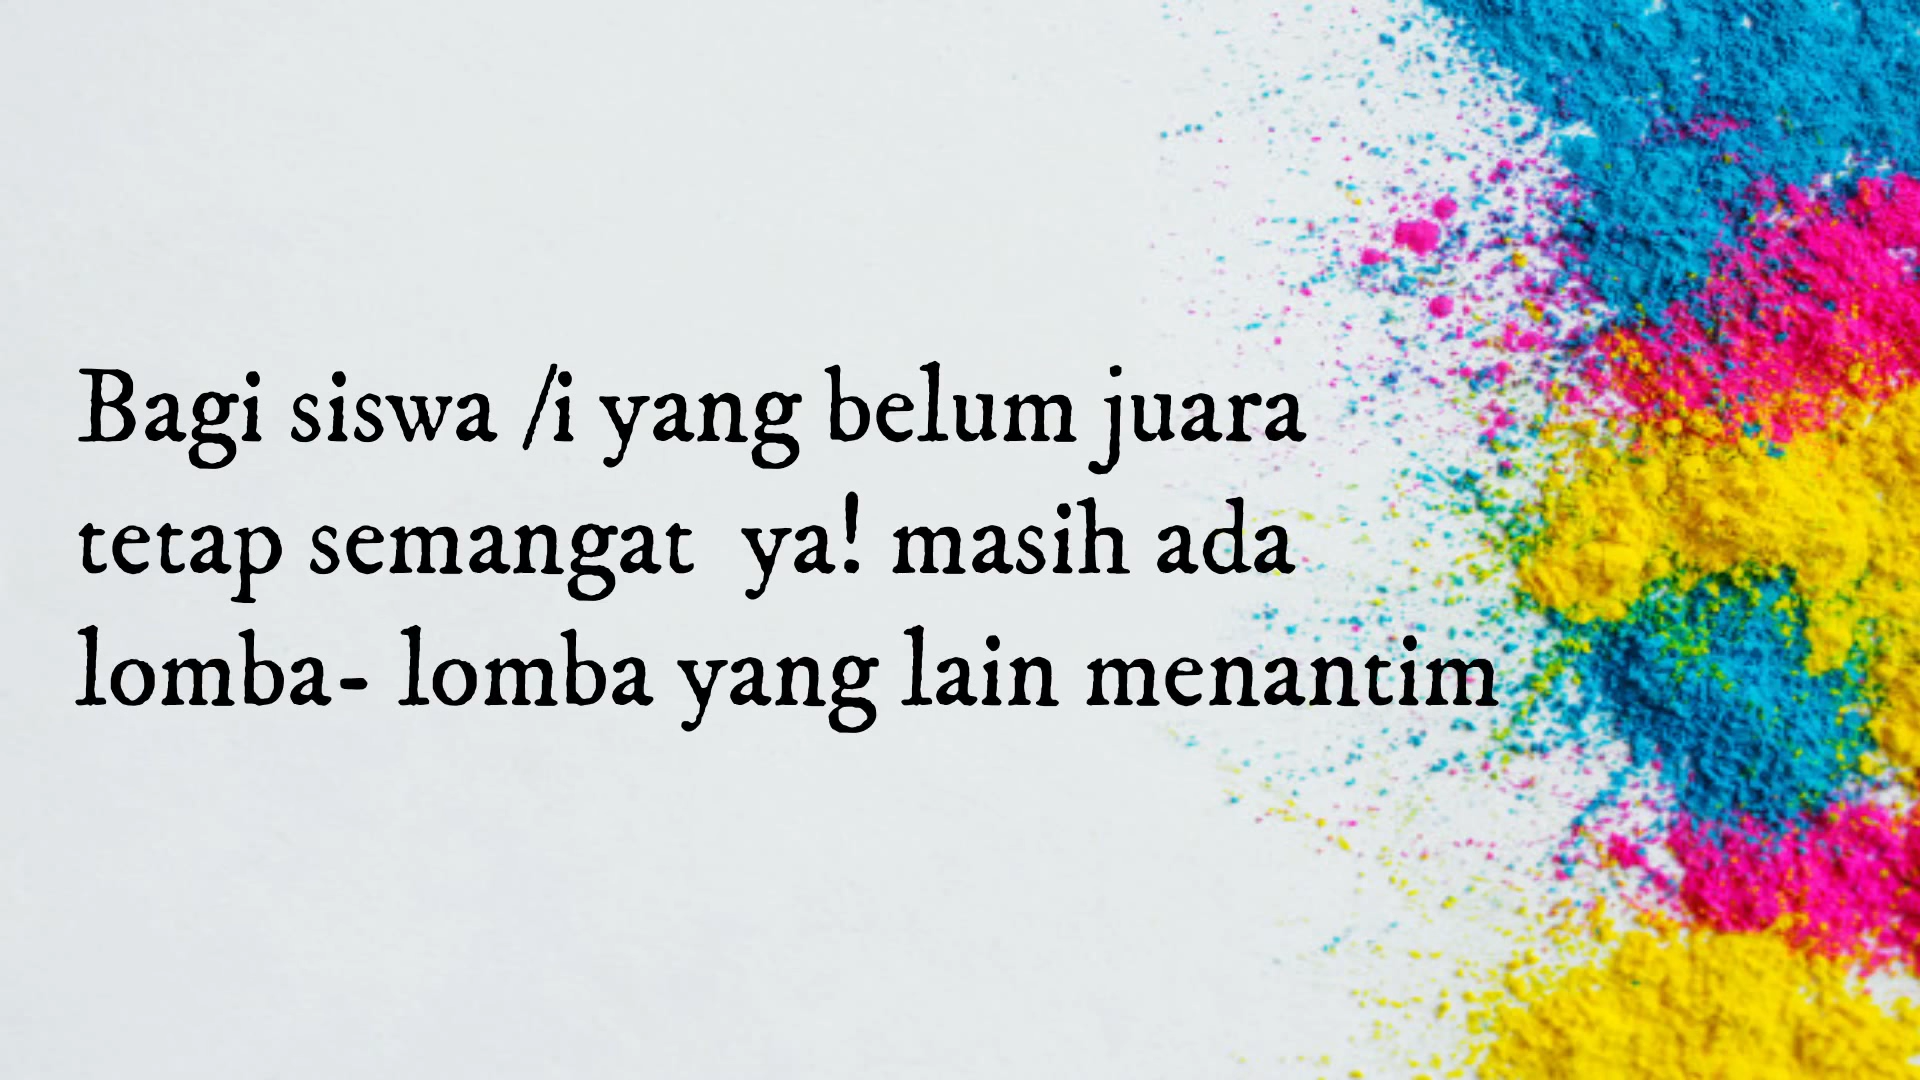 Bagi siswa /i yang belum juara
tetap semangat  ya! masih ada
lomba- lomba yang lain menantim